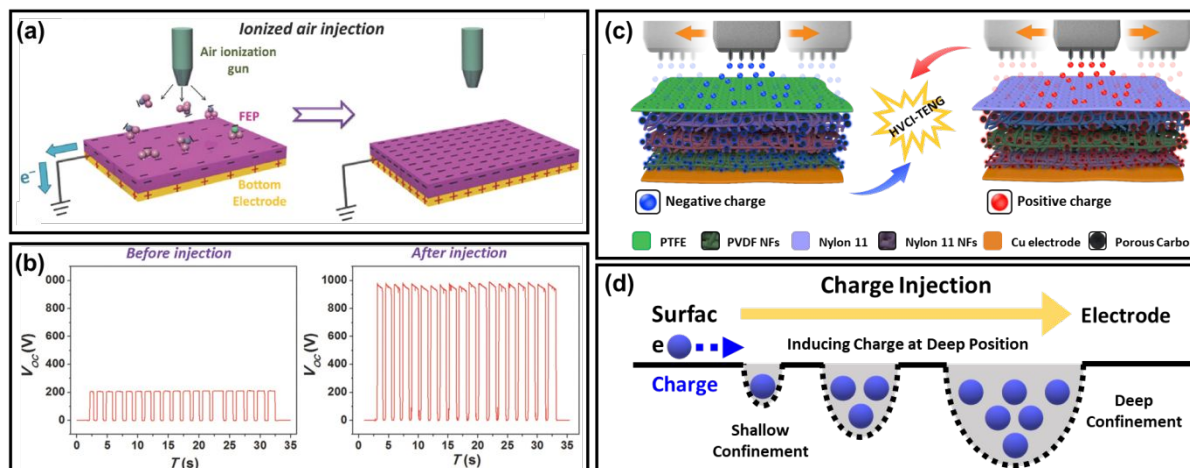 (a)
Ionized air injection
Air ionization
gun
FEP
e⁻
Bottom
Electrode
(b)
Before injection
After injection
V_OC (V)
000
800
600
400
200
0
0 5 10 15 20 25 30 35
T (s)
V_OC (V)
1000
800
600
400
200
0
0 5 10 15 20 25 30 35
T (s)
(c)
HVCI-TENG
Negative charge
Positive charge
PTFE
PVDF NFs
Nylon 11
Nylon 11 NFs
Cu electrode
Porous Carbo
(d)
Charge Injection
Surfac
Electrode
e
Inducing Charge at Deep Position
Charge
Shallow
Confinement
Deep
Confinement